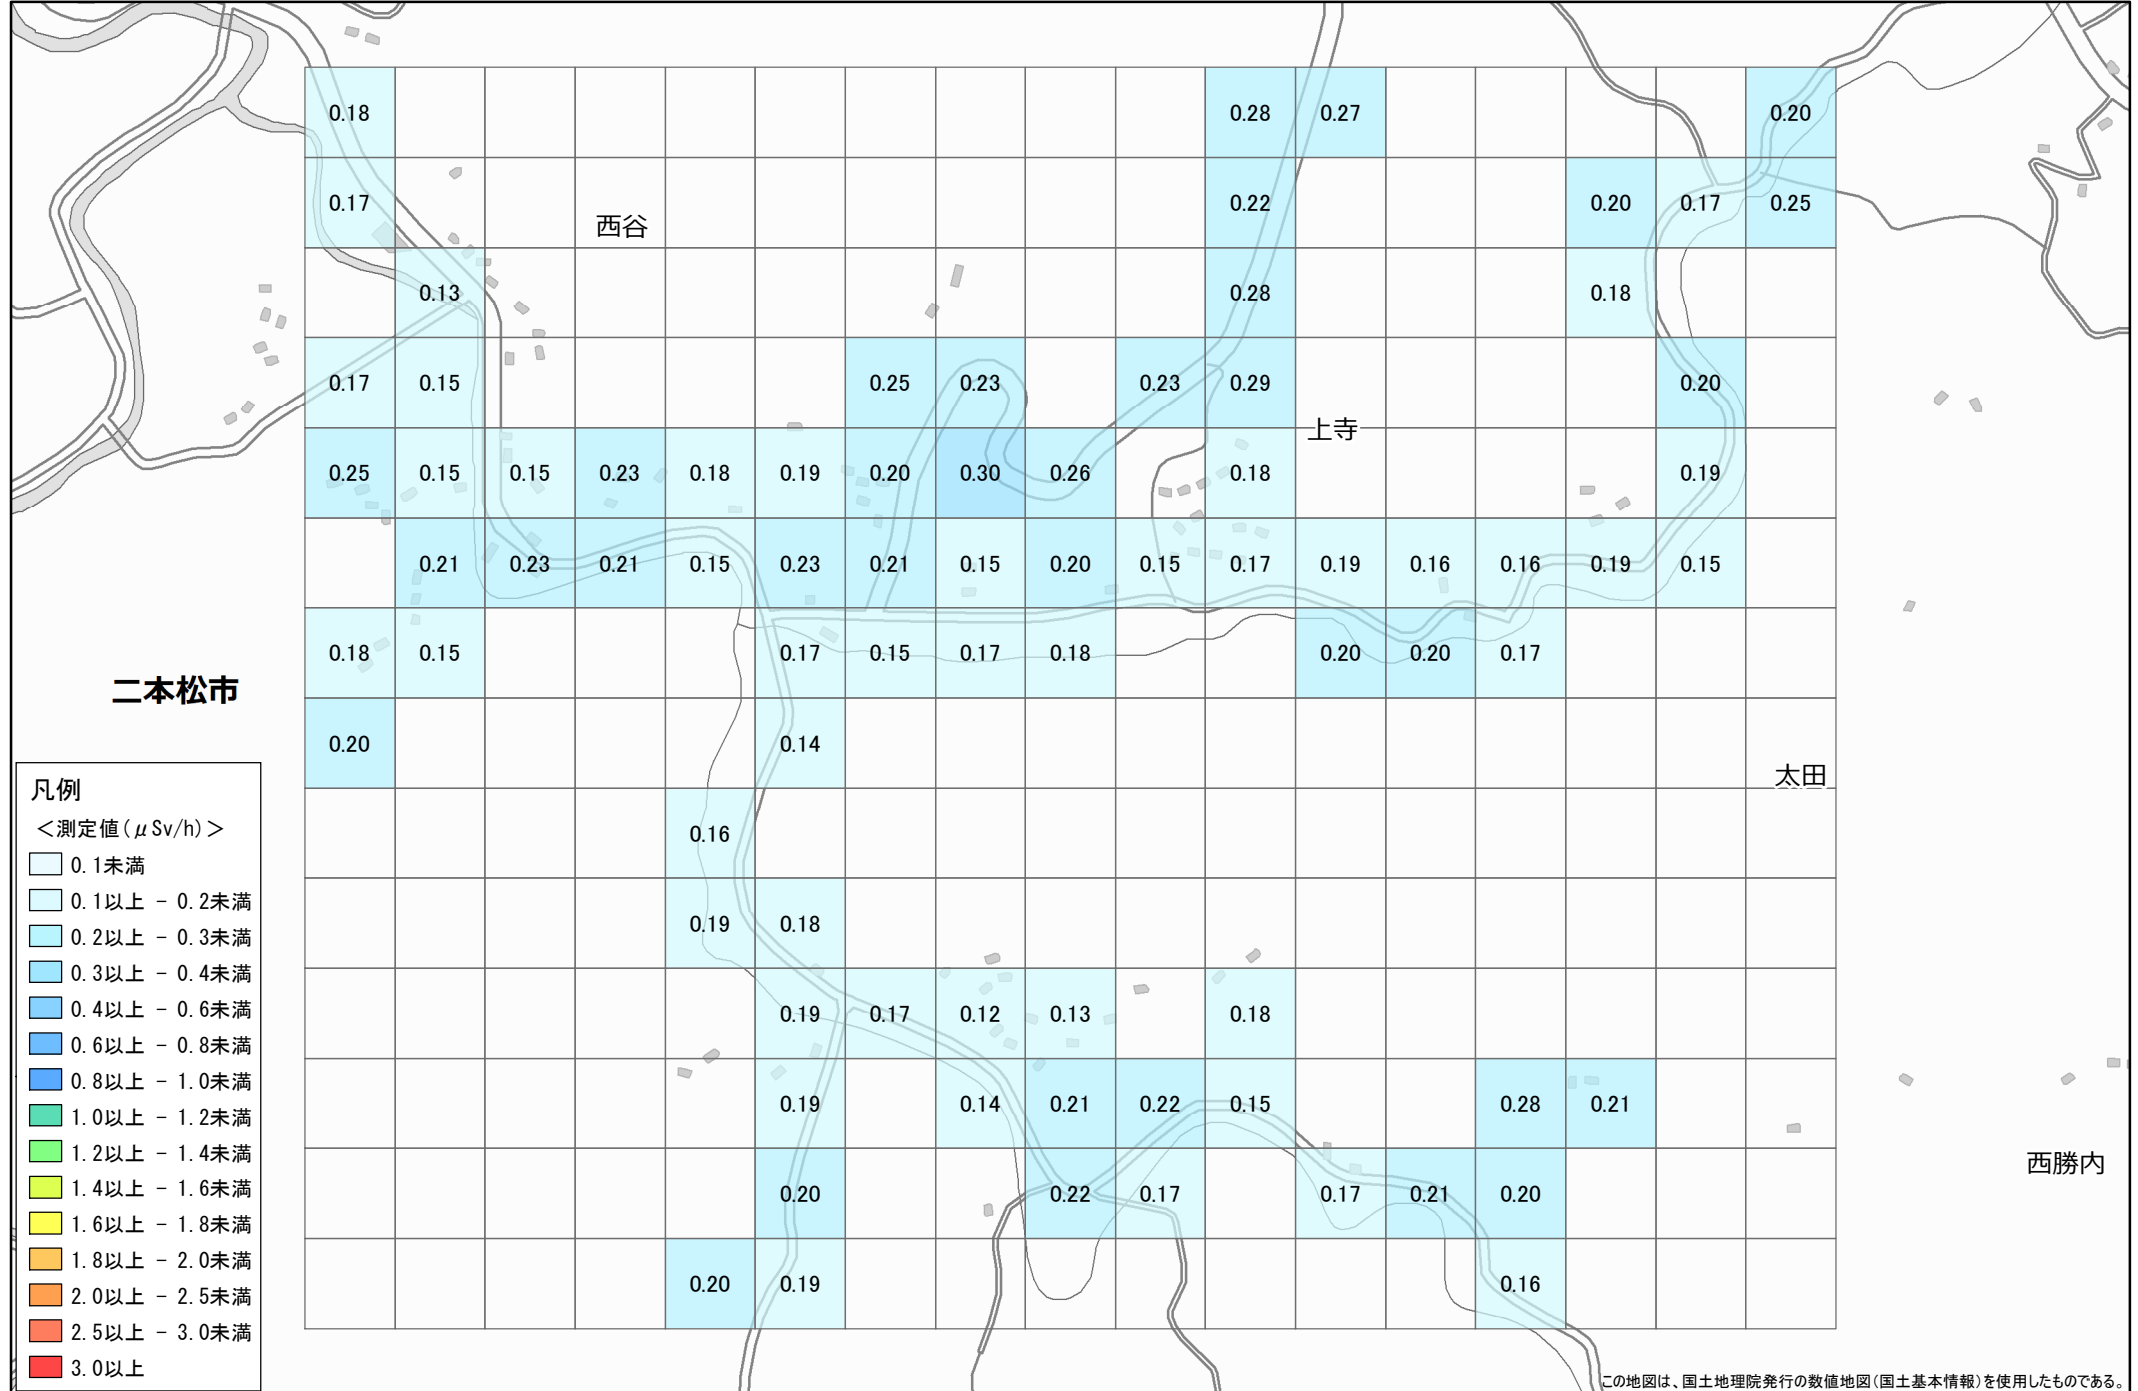 0.18 0.28 0.27 0.20
0.17 0.22 0.20 0.17 0.25
西谷
0.13 0.28 0.18
0.17 0.15 0.25 0.23 0.23 0.29 0.20
上寺
0.25 0.15 0.15 0.23 0.18 0.19 0.20 0.30 0.26 0.18 0.19
0.21 0.23 0.21 0.15 0.23 0.21 0.15 0.20 0.15 0.17 0.19 0.16 0.16 0.19 0.15
0.18 0.15 0.17 0.15 0.17 0.18 0.20 0.20 0.17
二本松市
0.20 0.14
太田
0.16
0.19 0.18
0.19 0.17 0.12 0.13 0.18
0.19 0.14 0.21 0.22 0.15 0.28 0.21
西勝内
0.20 0.22 0.17 0.17 0.21 0.20
0.20 0.19 0.16
凡例
＜測定値(μSv/h)＞
0.1未満
0.1以上 - 0.2未満
0.2以上 - 0.3未満
0.3以上 - 0.4未満
0.4以上 - 0.6未満
0.6以上 - 0.8未満
0.8以上 - 1.0未満
1.0以上 - 1.2未満
1.2以上 - 1.4未満
1.4以上 - 1.6未満
1.6以上 - 1.8未満
1.8以上 - 2.0未満
2.0以上 - 2.5未満
2.5以上 - 3.0未満
3.0以上
この地図は、国土地理院発行の数値地図(国土基本情報)を使用したものである。